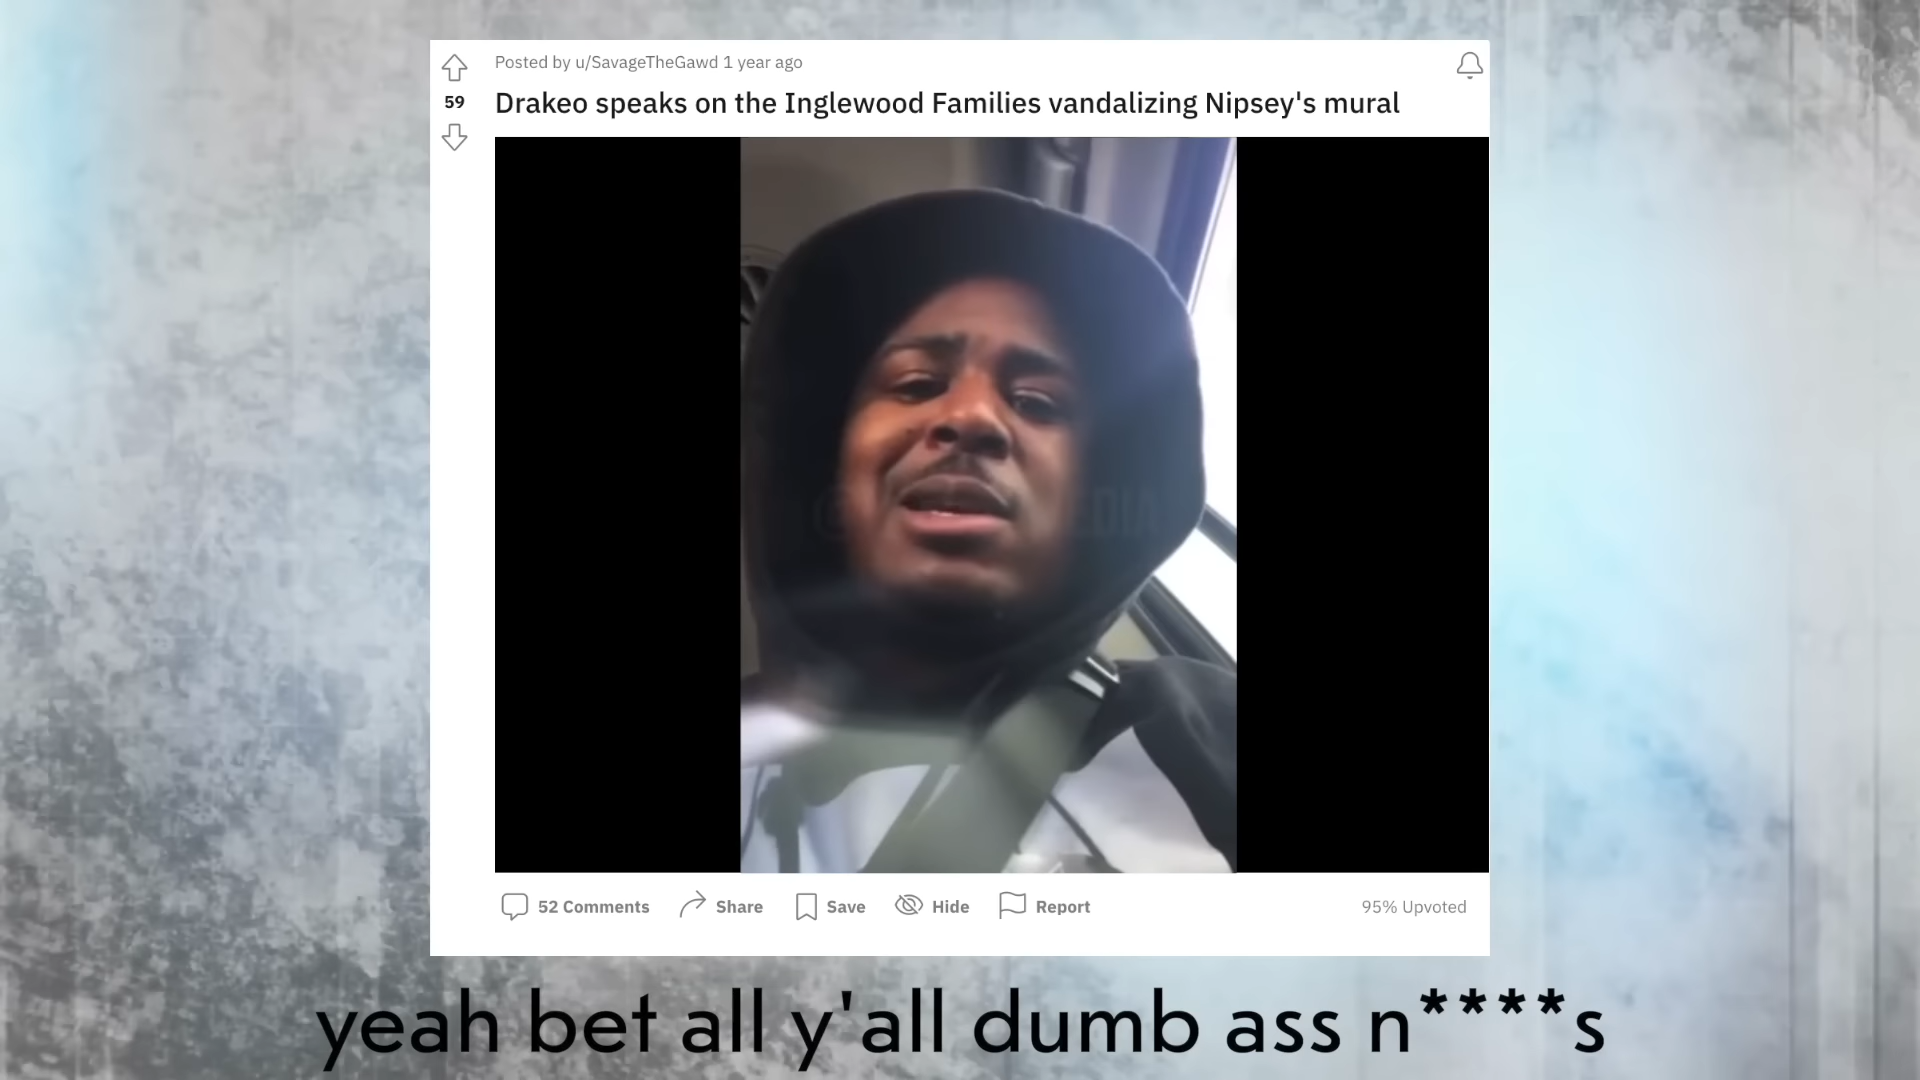 Posted by u/SavageTheGawd 1 year ago
59
Drakeo speaks on the Inglewood Families vandalizing Nipsey's mural
52 Comments Share Save Hide Report 95% Upvoted
yeah bet all y'all dumb ass n****s